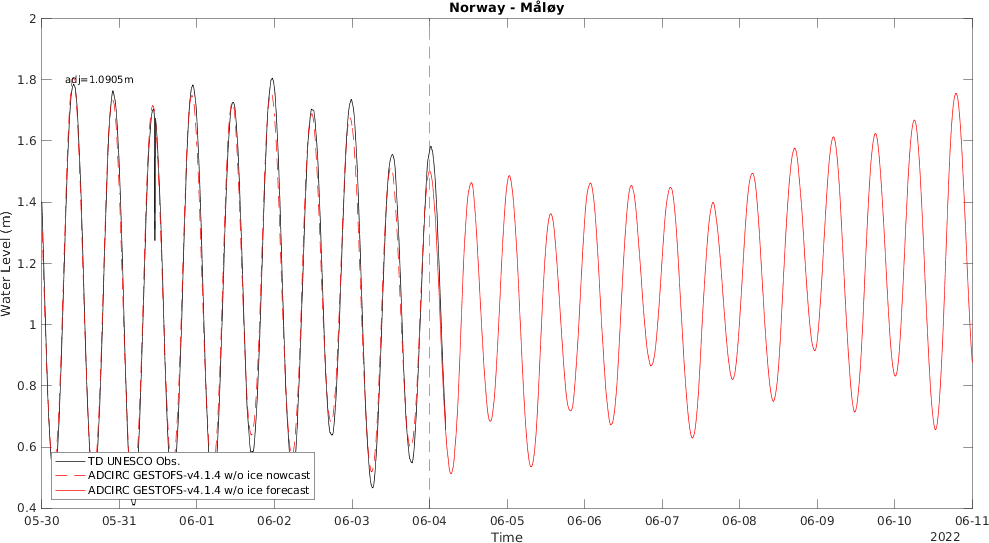 Norway - Måløy
2
1.8
1.6
1.4
1.2
1
0.8
0.6
0.4
Water Level (m)
adj=1.0905m
TD UNESCO Obs.
ADCIRC GESTOFS-v4.1.4 w/o ice nowcast
ADCIRC GESTOFS-v4.1.4 w/o ice forecast
05-30 05-31 06-01 06-02 06-03 06-04 06-05 06-06 06-07 06-08 06-09 06-10 06-11
Time
2022